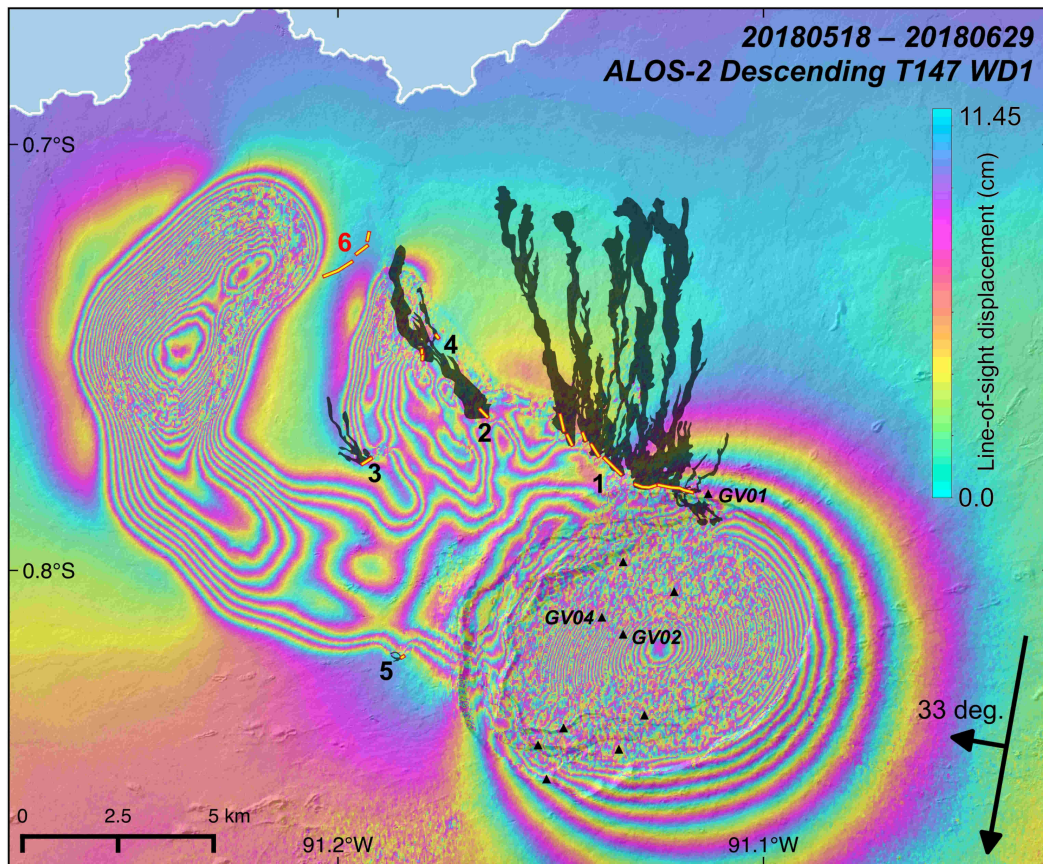 20180518 – 20180629
ALOS-2 Descending T147 WD1
11.45
Line-of-sight displacement (cm)
0.0
0.7°S
6
4
2
3
1
GV01
0.8°S
GV04
GV02
5
33 deg.
0 2.5 5 km
91.2°W
91.1°W